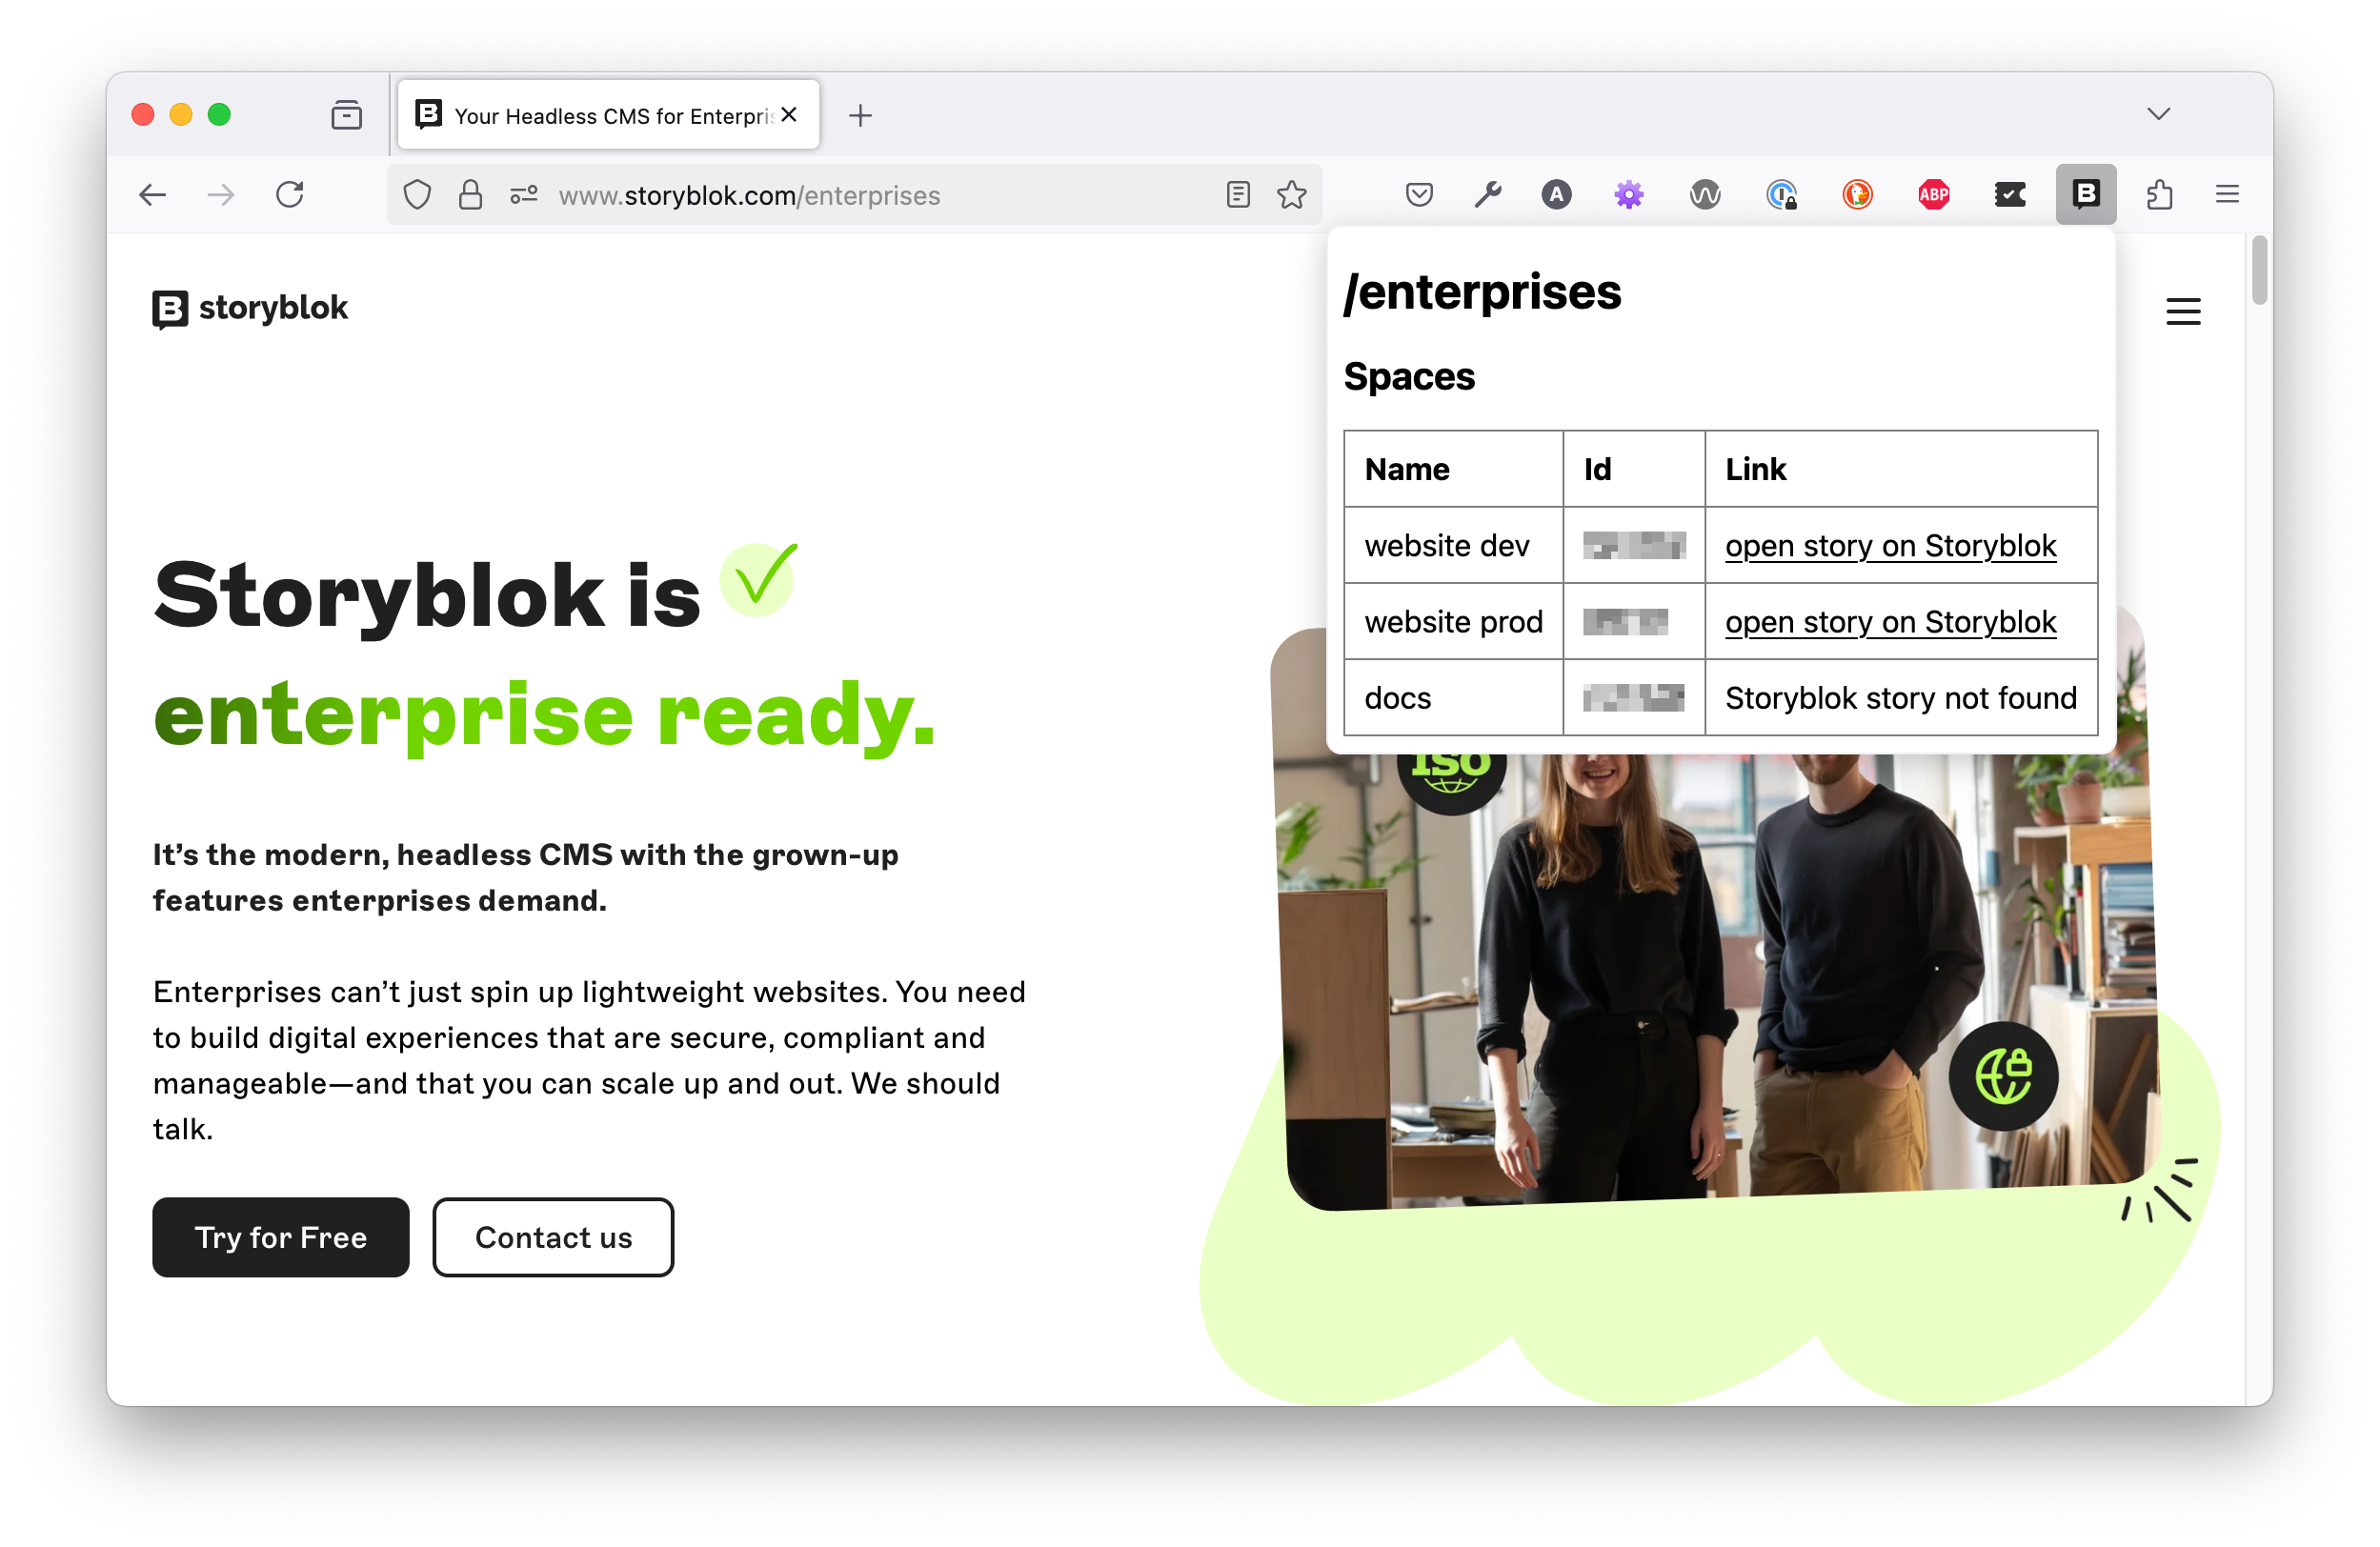 Your Headless CMS for Enterpris
www.storyblok.com/enterprises
A
ABP
B
storyblok
/enterprises
Spaces
Name Id Link
website dev open story on Storyblok
website prod open story on Storyblok
docs Storyblok story not found
Storyblok is
enterprise ready.
It's the modern, headless CMS with the grown-up
features enterprises demand.
Enterprises can't just spin up lightweight websites. You need
to build digital experiences that are secure, compliant and
manageable—and that you can scale up and out. We should
talk.
Try for Free
Contact us
Iso